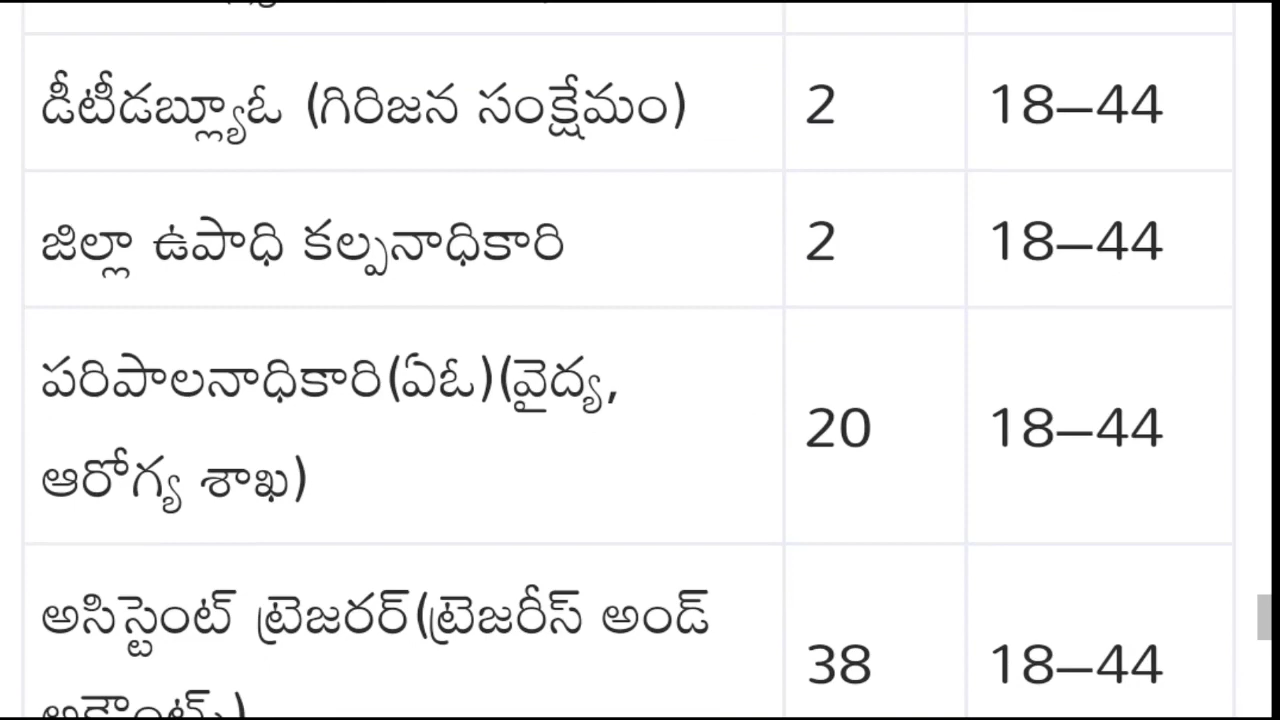 డీటీడబ్ల్యూఓ (గిరిజన సంక్షేమం) 2 18–44
జిల్లా ఉపాధి కల్పనాధికారి 2 18–44
పరిపాలనాధికారి(ఏఓ)(వైద్య,
ఆరోగ్య శాఖ) 20 18–44
అసిస్టెంట్ ట్రెజరర్(ట్రెజరీస్ అండ్
38 18–44